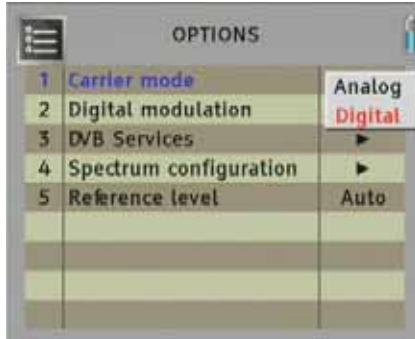 OPTIONS
1 Carrier mode Analog
Digital
2 Digital modulation
3 DVB Services ►
4 Spectrum configuration ►
5 Reference level Auto